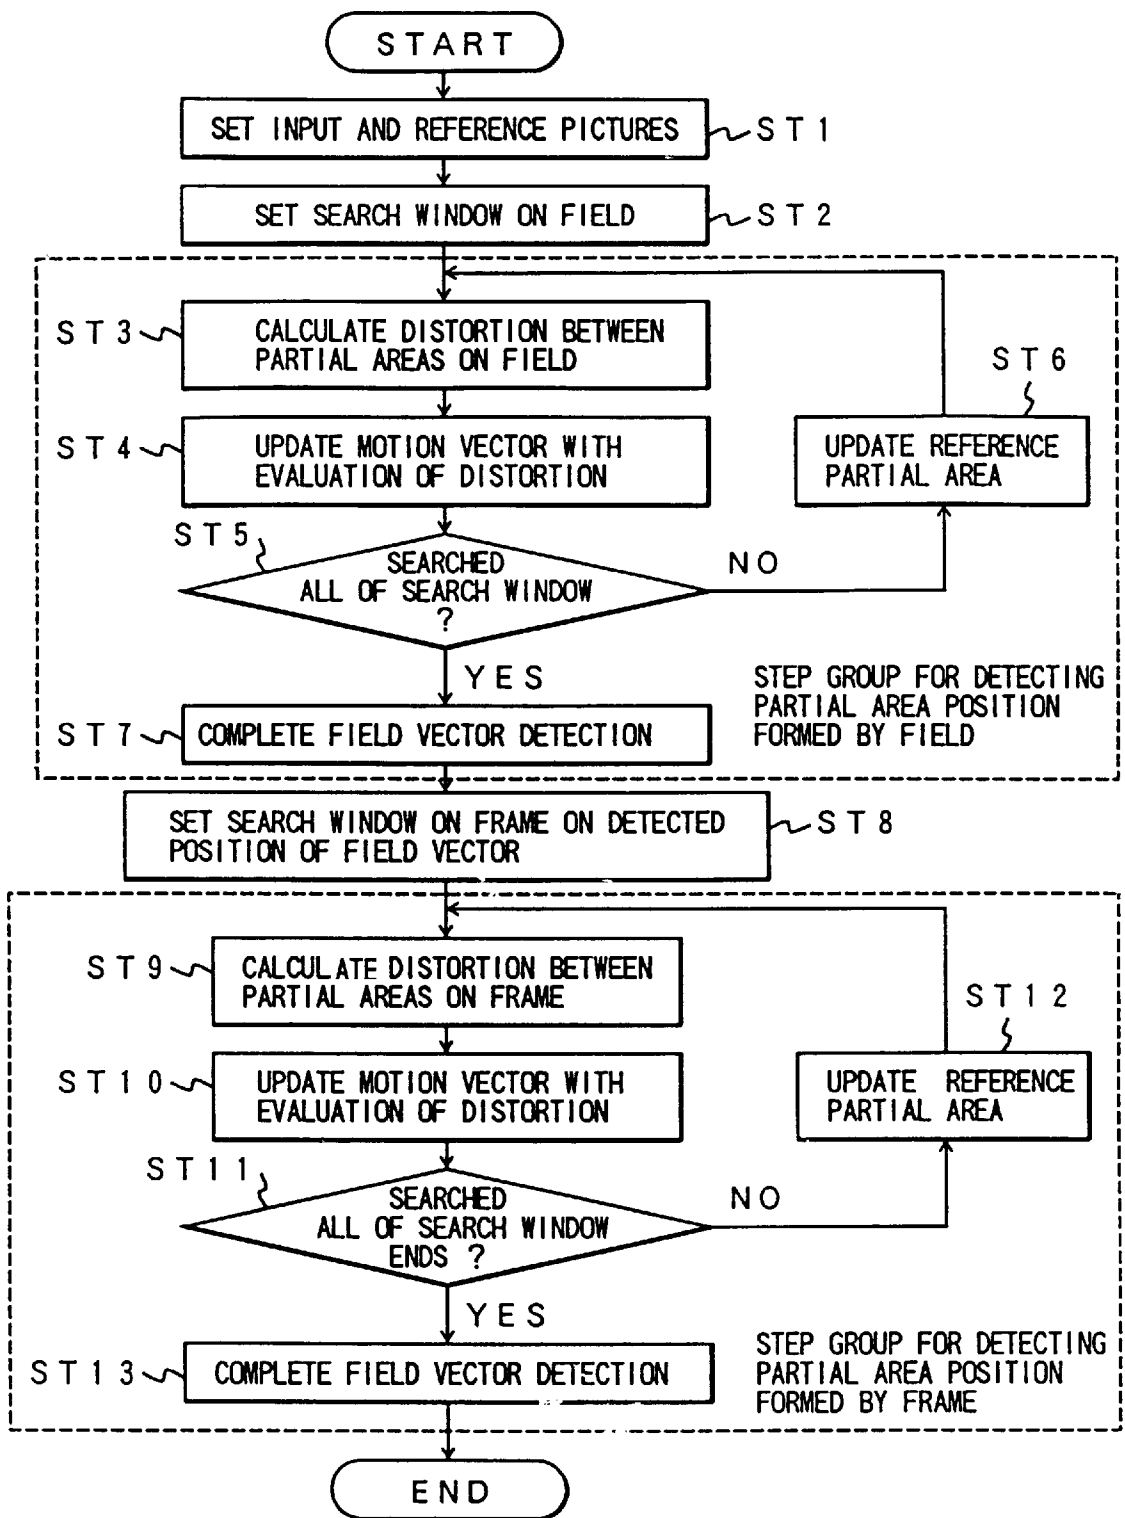 START
SET INPUT AND REFERENCE PICTURES
ST1
SET SEARCH WINDOW ON FIELD
ST2
ST3
CALCULATE DISTORTION BETWEEN
PARTIAL AREAS ON FIELD
ST6
ST4
UPDATE MOTION VECTOR WITH
EVALUATION OF DISTORTION
UPDATE REFERENCE
PARTIAL AREA
ST5
SEARCHED
ALL OF SEARCH WINDOW
?
NO
YES
STEP GROUP FOR DETECTING
PARTIAL AREA POSITION
FORMED BY FIELD
ST7
COMPLETE FIELD VECTOR DETECTION
SET SEARCH WINDOW ON FRAME ON DETECTED
POSITION OF FIELD VECTOR
ST8
ST9
CALCULATE DISTORTION BETWEEN
PARTIAL AREAS ON FRAME
ST12
ST10
UPDATE MOTION VECTOR WITH
EVALUATION OF DISTORTION
UPDATE REFERENCE
PARTIAL AREA
ST11
SEARCHED
ALL OF SEARCH WINDOW
ENDS ?
NO
YES
STEP GROUP FOR DETECTING
PARTIAL AREA POSITION
FORMED BY FRAME
ST13
COMPLETE FIELD VECTOR DETECTION
END